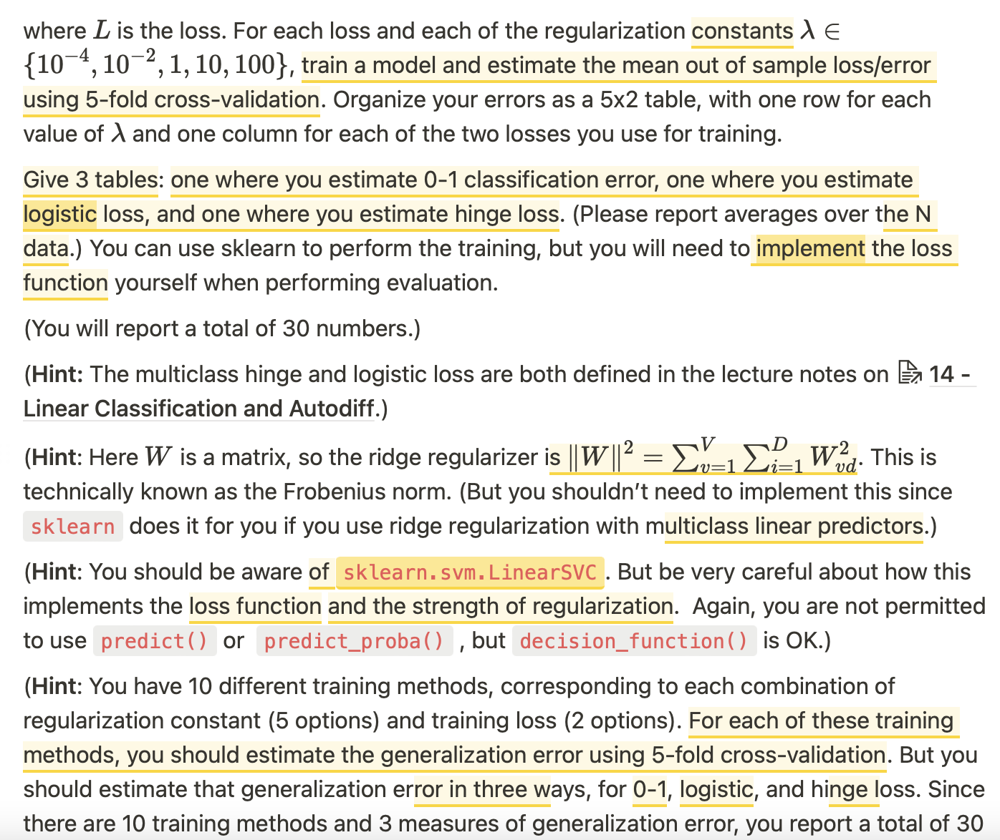 where L is the loss. For each loss and each of the regularization constants λ ∈
{10⁻⁴, 10⁻², 1, 10, 100}, train a model and estimate the mean out of sample loss/error
using 5-fold cross-validation. Organize your errors as a 5x2 table, with one row for each
value of λ and one column for each of the two losses you use for training.
Give 3 tables: one where you estimate 0-1 classification error, one where you estimate
logistic loss, and one where you estimate hinge loss. (Please report averages over the N
data.) You can use sklearn to perform the training, but you will need to implement the loss
function yourself when performing evaluation.
(You will report a total of 30 numbers.)
(Hint: The multiclass hinge and logistic loss are both defined in the lecture notes on 14 -
Linear Classification and Autodiff.)
(Hint: Here W is a matrix, so the ridge regularizer is ‖W‖² = ∑ᵥ₌₁ⱽ ∑ᵢ₌₁ᴰ W²_vd. This is
technically known as the Frobenius norm. (But you shouldn’t need to implement this since
sklearn does it for you if you use ridge regularization with multiclass linear predictors.)
(Hint: You should be aware of sklearn.svm.LinearSVC . But be very careful about how this
implements the loss function and the strength of regularization. Again, you are not permitted
to use predict() or predict_proba() , but decision_function() is OK.)
(Hint: You have 10 different training methods, corresponding to each combination of
regularization constant (5 options) and training loss (2 options). For each of these training
methods, you should estimate the generalization error using 5-fold cross-validation. But you
should estimate that generalization error in three ways, for 0-1, logistic, and hinge loss. Since
there are 10 training methods and 3 measures of generalization error, you report a total of 30